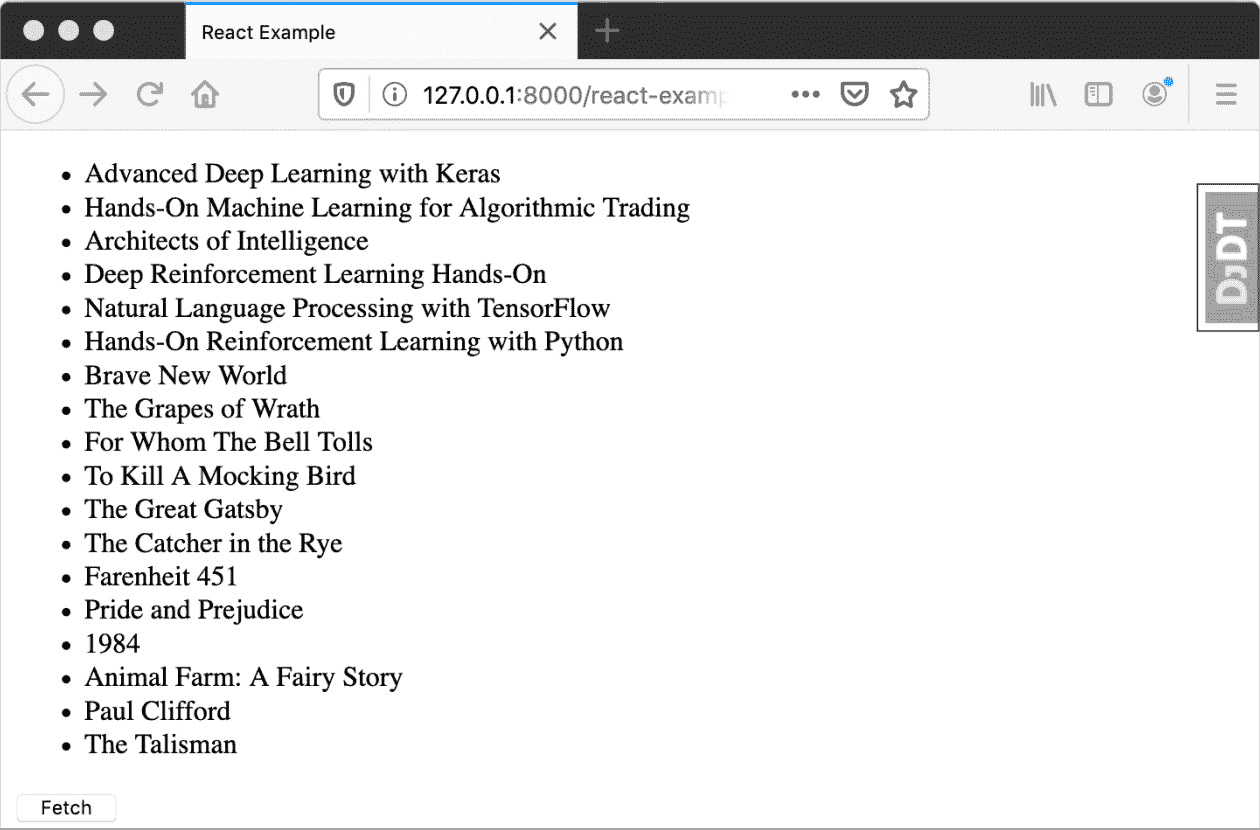 React Example
127.0.0.1:8000/react-examp
Advanced Deep Learning with Keras
Hands-On Machine Learning for Algorithmic Trading
Architects of Intelligence
Deep Reinforcement Learning Hands-On
Natural Language Processing with TensorFlow
Hands-On Reinforcement Learning with Python
Brave New World
The Grapes of Wrath
For Whom The Bell Tolls
To Kill A Mocking Bird
The Great Gatsby
The Catcher in the Rye
Farenheit 451
Pride and Prejudice
1984
Animal Farm: A Fairy Story
Paul Clifford
The Talisman
DjDT
Fetch